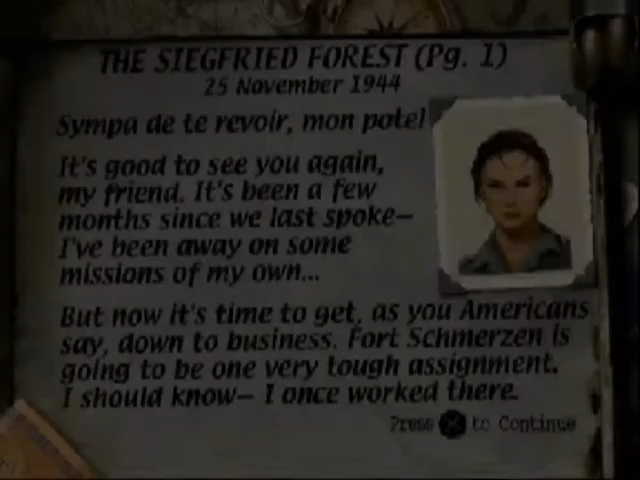 THE SIEGFRIED FOREST (Pg. 1)
25 November 1944
Sympa de te revoir, mon pote!
It's good to see you again,
my friend. It's been a few
months since we last spoke—
I've been away on some
missions of my own...
But now it's time to get, as you Americans
say, down to business. Fort Schmerzen is
going to be one very tough assignment.
I should know— I once worked there.
Press X to Continue